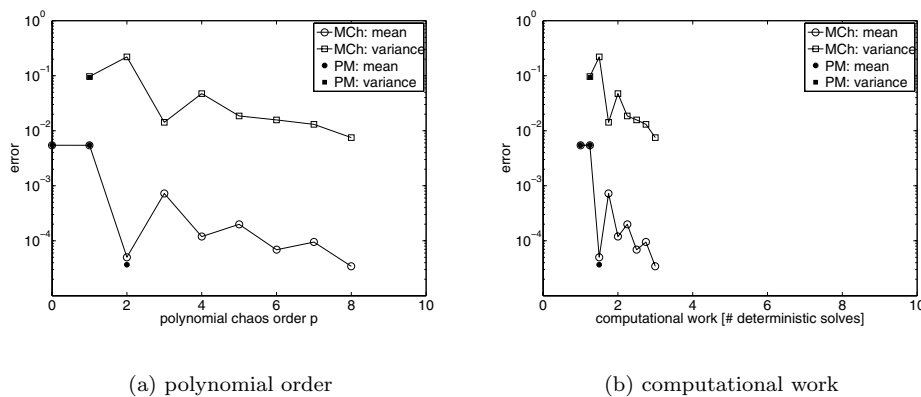 10^0
10^-1
10^-2
10^-3
10^-4
error
0 2 4 6 8 10
polynomial chaos order p
MCh: mean
MCh: variance
PM: mean
PM: variance
(a) polynomial order
10^0
10^-1
10^-2
10^-3
10^-4
error
0 2 4 6 8 10
computational work [# deterministic solves]
MCh: mean
MCh: variance
PM: mean
PM: variance
(b) computational work